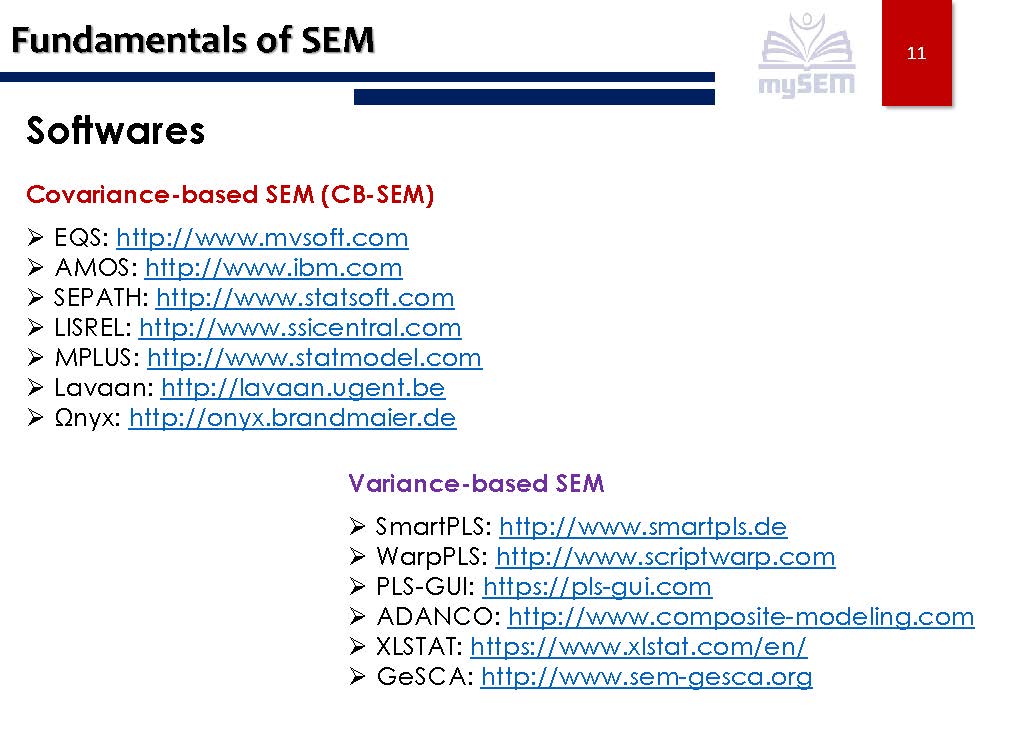 Fundamentals of SEM
mySEM
11
Softwares
Covariance-based SEM (CB-SEM)
➢ EQS: http://www.mvsoft.com
➢ AMOS: http://www.ibm.com
➢ SEPATH: http://www.statsoft.com
➢ LISREL: http://www.ssicentral.com
➢ MPLUS: http://www.statmodel.com
➢ Lavaan: http://lavaan.ugent.be
➢ Ωnyx: http://onyx.brandmaier.de
Variance-based SEM
➢ SmartPLS: http://www.smartpls.de
➢ WarpPLS: http://www.scriptwarp.com
➢ PLS-GUI: https://pls-gui.com
➢ ADANCO: http://www.composite-modeling.com
➢ XLSTAT: https://www.xlstat.com/en/
➢ GeSCA: http://www.sem-gesca.org